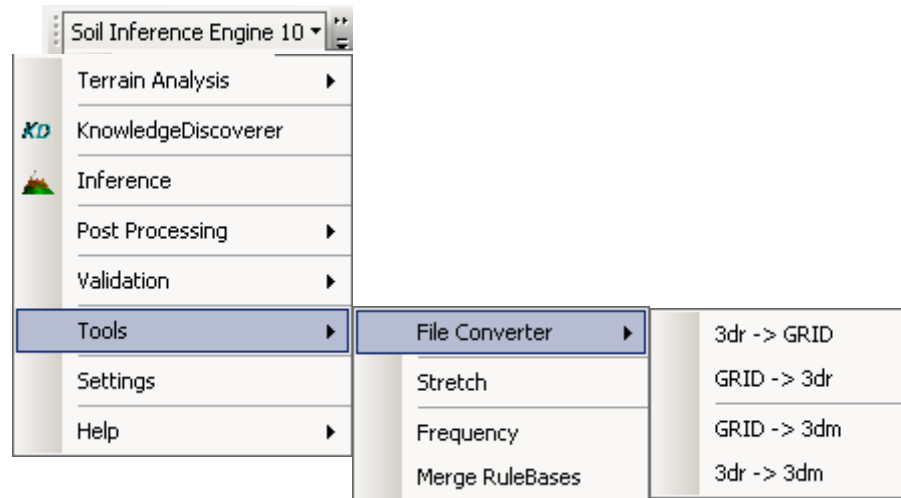 Soil Inference Engine 10
Terrain Analysis
KD KnowledgeDiscoverer
Inference
Post Processing
Validation
Tools
Settings
Help
File Converter
Stretch
Frequency
Merge RuleBases
3dr -> GRID
GRID -> 3dr
GRID -> 3dm
3dr -> 3dm